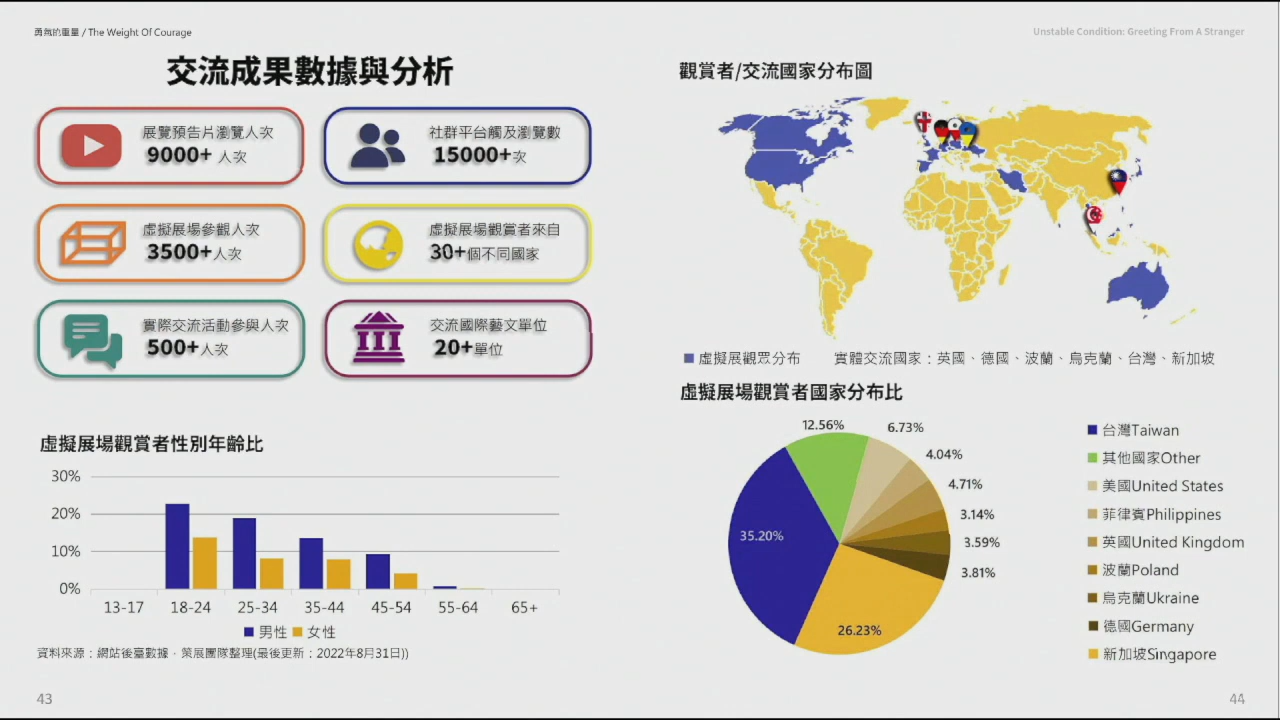 勇氣的重量 / The Weight Of Courage
Unstable Condition: Greeting From A Stranger
交流成果數據與分析
展覽預告片瀏覽人次
9000+ 人次
社群平台觸及瀏覽數
15000+次
虛擬展場參觀人次
3500+人次
虛擬展場觀賞者來自
30+個不同國家
實際交流活動參與人次
500+人次
交流國際藝文單位
20+單位
虛擬展場觀賞者性別年齡比
30%
20%
10%
0%
13-17 18-24 25-34 35-44 45-54 55-64 65+
男性 女性
資料來源：網站後臺數據、策展團隊整理(最後更新：2022年8月31日))
43
觀賞者/交流國家分布圖
虛擬展觀眾分布 實體交流國家：英國、德國、波蘭、烏克蘭、台灣、新加坡
虛擬展場觀賞者國家分布比
12.56%
6.73%
4.04%
4.71%
3.14%
3.59%
3.81%
26.23%
35.20%
台灣Taiwan
其他國家Other
美國United States
菲律賓Philippines
英國United Kingdom
波蘭Poland
烏克蘭Ukraine
德國Germany
新加坡Singapore
44